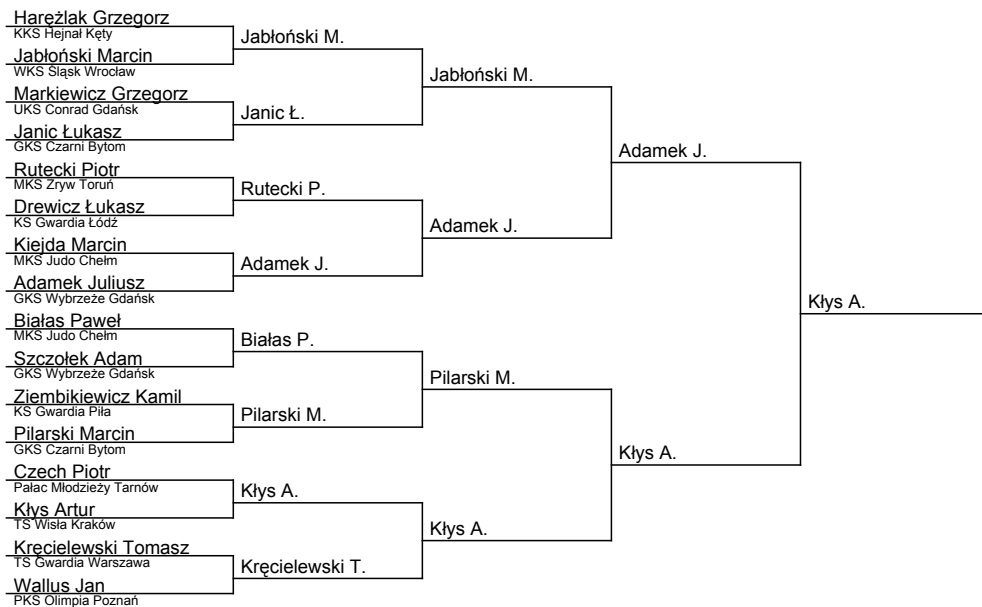 Harężlak Grzegorz
KKS Hejnał Kęty
Jabłoński Marcin
WKS Śląsk Wrocław
Markiewicz Grzegorz
UKS Conrad Gdańsk
Janic Łukasz
GKS Czarni Bytom
Rutecki Piotr
MKS Zryw Toruń
Drewicz Łukasz
KS Gwardia Łódź
Kiejda Marcin
MKS Judo Chełm
Adamek Juliusz
GKS Wybrzeże Gdańsk
Białas Paweł
MKS Judo Chełm
Szczołek Adam
GKS Wybrzeże Gdańsk
Ziembikiewicz Kamil
KS Gwardia Piła
Pilarski Marcin
GKS Czarni Bytom
Czech Piotr
Pałac Młodzieży Tarnów
Kłys Artur
TS Wisła Kraków
Kręcielewski Tomasz
TS Gwardia Warszawa
Wallus Jan
PKS Olimpia Poznań
Jabłoński M.
Janic Ł.
Rutecki P.
Adamek J.
Białas P.
Pilarski M.
Kłys A.
Kręcielewski T.
Jabłoński M.
Adamek J.
Pilarski M.
Kłys A.
Adamek J.
Kłys A.
Kłys A.